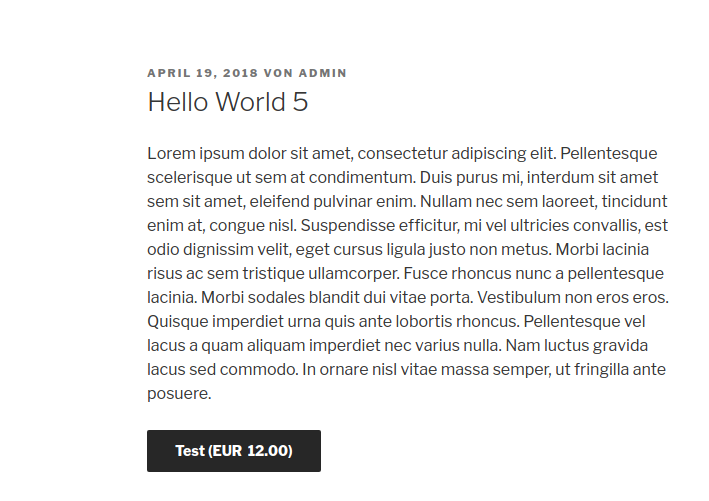 APRIL 19, 2018 VON ADMIN
Hello World 5
Lorem ipsum dolor sit amet, consectetur adipiscing elit. Pellentesque
scelerisque ut sem at condimentum. Duis purus mi, interdum sit amet
sem sit amet, eleifend pulvinar enim. Nullam nec sem laoreet, tincidunt
enim at, congue nisl. Suspendisse efficitur, mi vel ultricies convallis, est
odio dignissim velit, eget cursus ligula justo non metus. Morbi lacinia
risus ac sem tristique ullamcorper. Fusce rhoncus nunc a pellentesque
lacinia. Morbi sodales blandit dui vitae porta. Vestibulum non eros eros.
Quisque imperdiet urna quis ante lobortis rhoncus. Pellentesque vel
lacus a quam aliquam imperdiet nec varius nulla. Nam luctus gravida
lacus sed commodo. In ornare nisl vitae massa semper, ut fringilla ante
posuere.
Test (EUR 12.00)